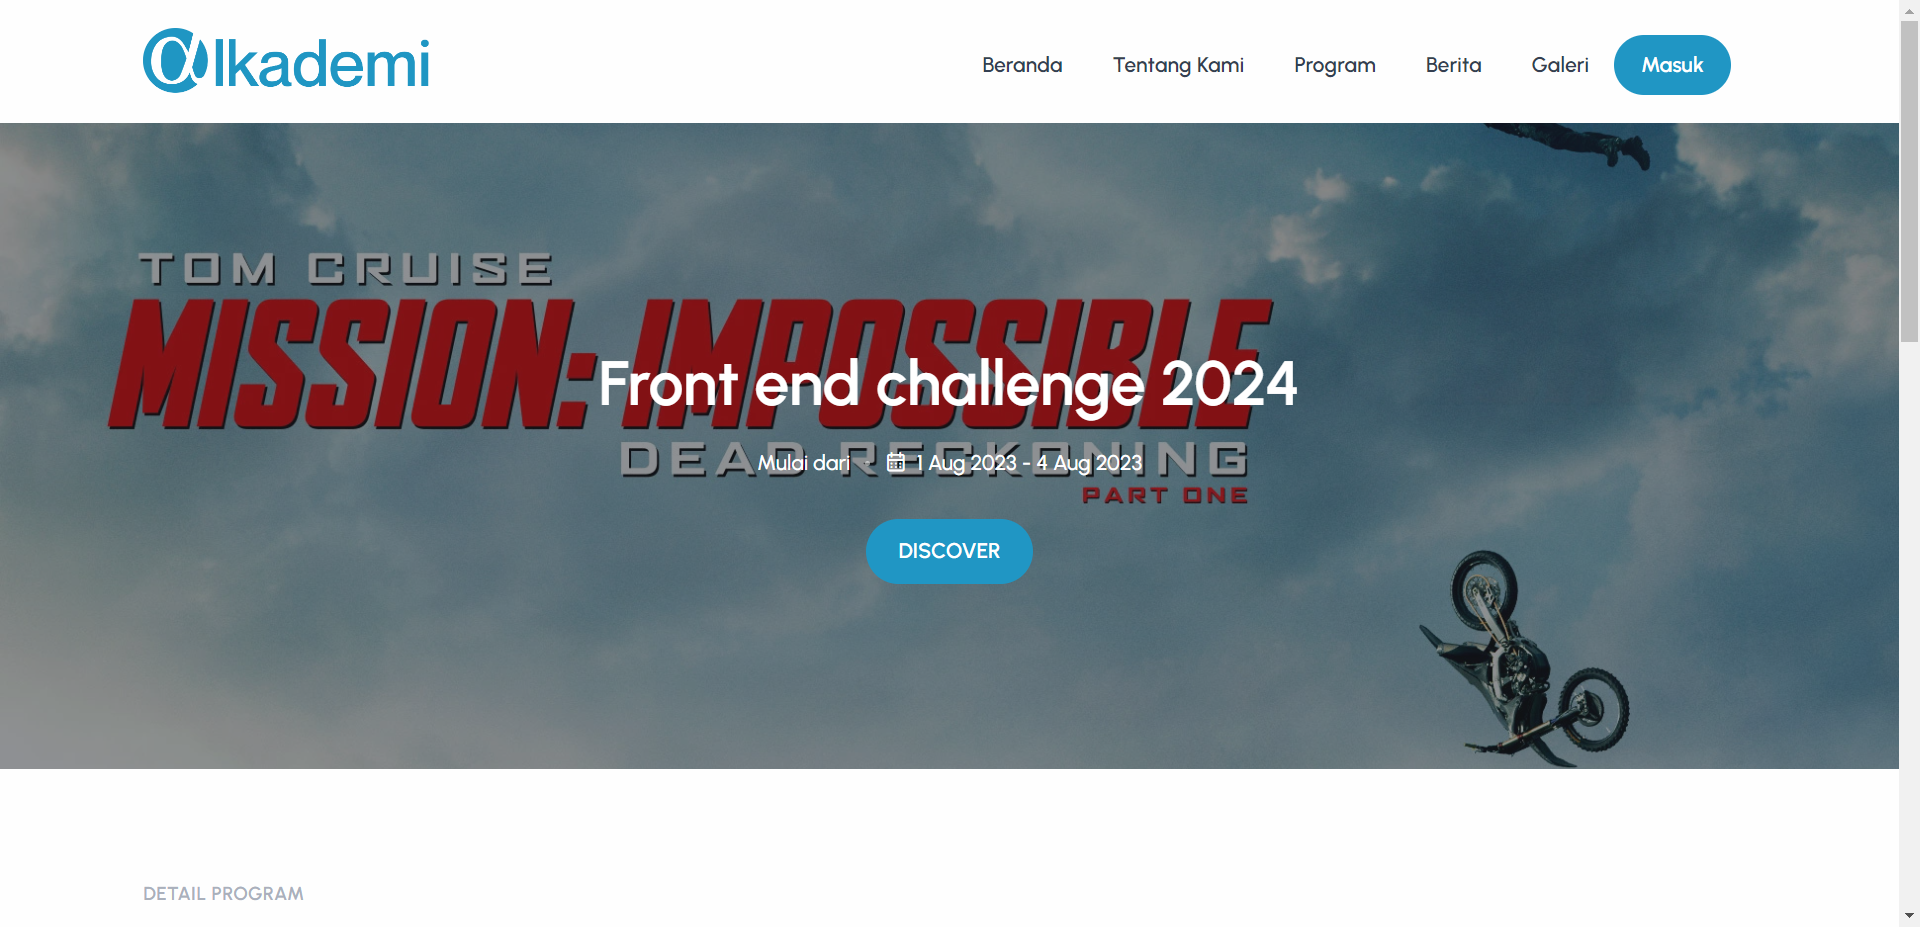 @lkademi
Beranda Tentang Kami Program Berita Galeri Masuk
TOM CRUISE
MISSION: IMPOSSIBLE
Front end challenge 2024
DEAD RECKONING
Mulai dari - 1 Aug 2023 - 4 Aug 2023
PART ONE
DISCOVER
DETAIL PROGRAM